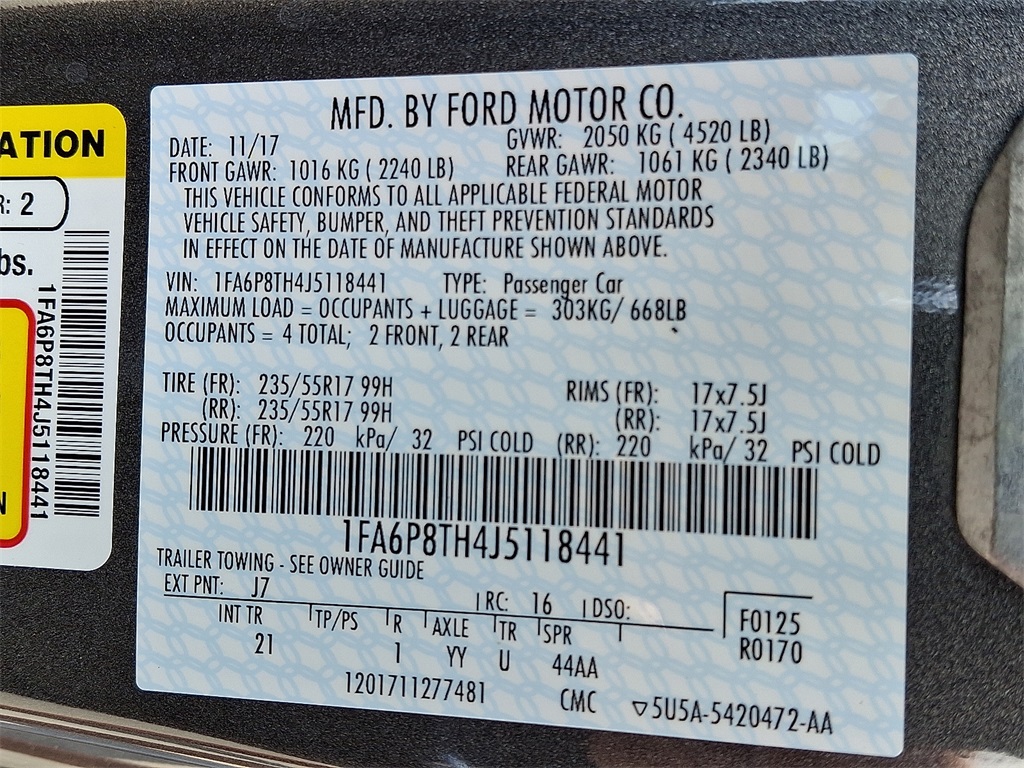 MFD. BY FORD MOTOR CO.
DATE: 11/17 GVWR: 2050 KG ( 4520 LB)
FRONT GAWR: 1016 KG ( 2240 LB) REAR GAWR: 1061 KG ( 2340 LB)
THIS VEHICLE CONFORMS TO ALL APPLICABLE FEDERAL MOTOR
VEHICLE SAFETY, BUMPER, AND THEFT PREVENTION STANDARDS
IN EFFECT ON THE DATE OF MANUFACTURE SHOWN ABOVE.
VIN: 1FA6P8TH4J5118441 TYPE: Passenger Car
MAXIMUM LOAD = OCCUPANTS + LUGGAGE = 303KG/ 668LB
OCCUPANTS = 4 TOTAL; 2 FRONT, 2 REAR
TIRE (FR): 235/55R17 99H RIMS (FR): 17x7.5J
(RR): 235/55R17 99H (RR): 17x7.5J
PRESSURE (FR): 220 kPa/ 32 PSI COLD (RR): 220 kPa/ 32 PSI COLD
1FA6P8TH4J5118441
TRAILER TOWING - SEE OWNER GUIDE
EXT PNT: J7 RC: 16 DSO:
INT TR TP/PS R AXLE TR SPR
21 1 YY U 44AA
F0125
R0170
1201711277481 CMC ▽5U5A-5420472-AA
ATION
R: 2
bs.
1FA6P8TH4J5118441
N